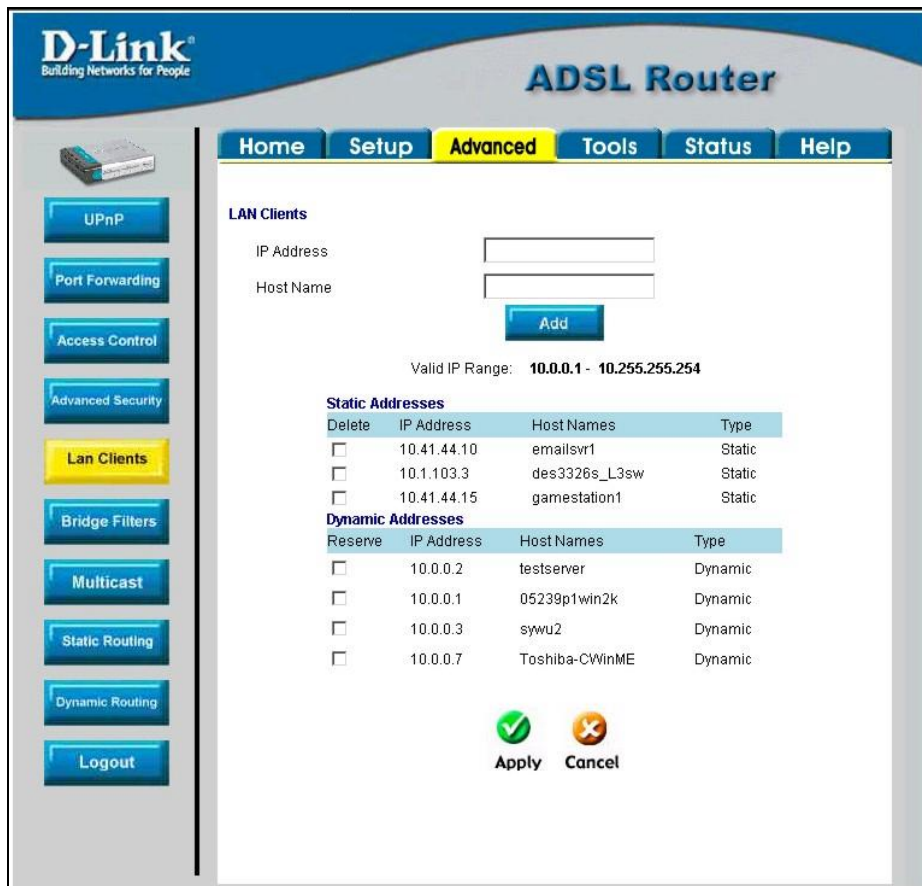 D-Link
Building Networks for People
ADSL Router
Home Setup Advanced Tools Status Help
UPnP
Port Forwarding
Access Control
Advanced Security
Lan Clients
Bridge Filters
Multicast
Static Routing
Dynamic Routing
Logout
LAN Clients
IP Address
Host Name
Add
Valid IP Range: 10.0.0.1 - 10.255.255.254
Static Addresses
Delete IP Address Host Names Type
10.41.44.10 emailsvr1 Static
10.1.103.3 des3326s_L3sw Static
10.41.44.15 gamestation1 Static
Dynamic Addresses
Reserve IP Address Host Names Type
10.0.0.2 testserver Dynamic
10.0.0.1 05239p1win2k Dynamic
10.0.0.3 sywu2 Dynamic
10.0.0.7 Toshiba-CWinME Dynamic
Apply Cancel